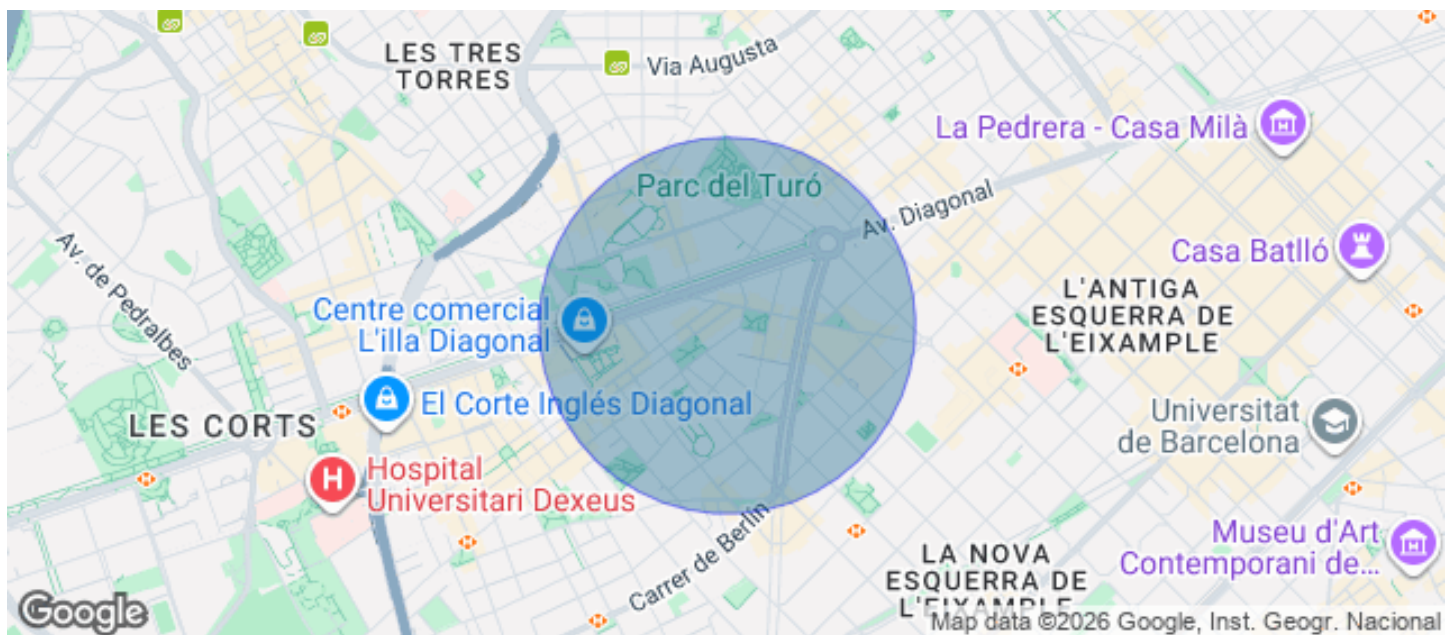 LES TRES
TORRES
Via Augusta
La Pedrera - Casa Milà
Parc del Turó
Av. Diagonal
Av. de Pedralbes
Casa Batlló
Centre comercial
L'illa Diagonal
L'ANTIGA
ESQUERRA DE
L'EIXAMPLE
El Corte Inglés Diagonal
LES CORTS
Universitat
de Barcelona
Hospital
Universitari Dexeus
H
Carrer de Berlín
Museu d'Art
Contemporani de...
LA NOVA
ESQUERRA DE
L'EIXAMPLE
Google
Map data ©2026 Google, Inst. Geogr. Nacional